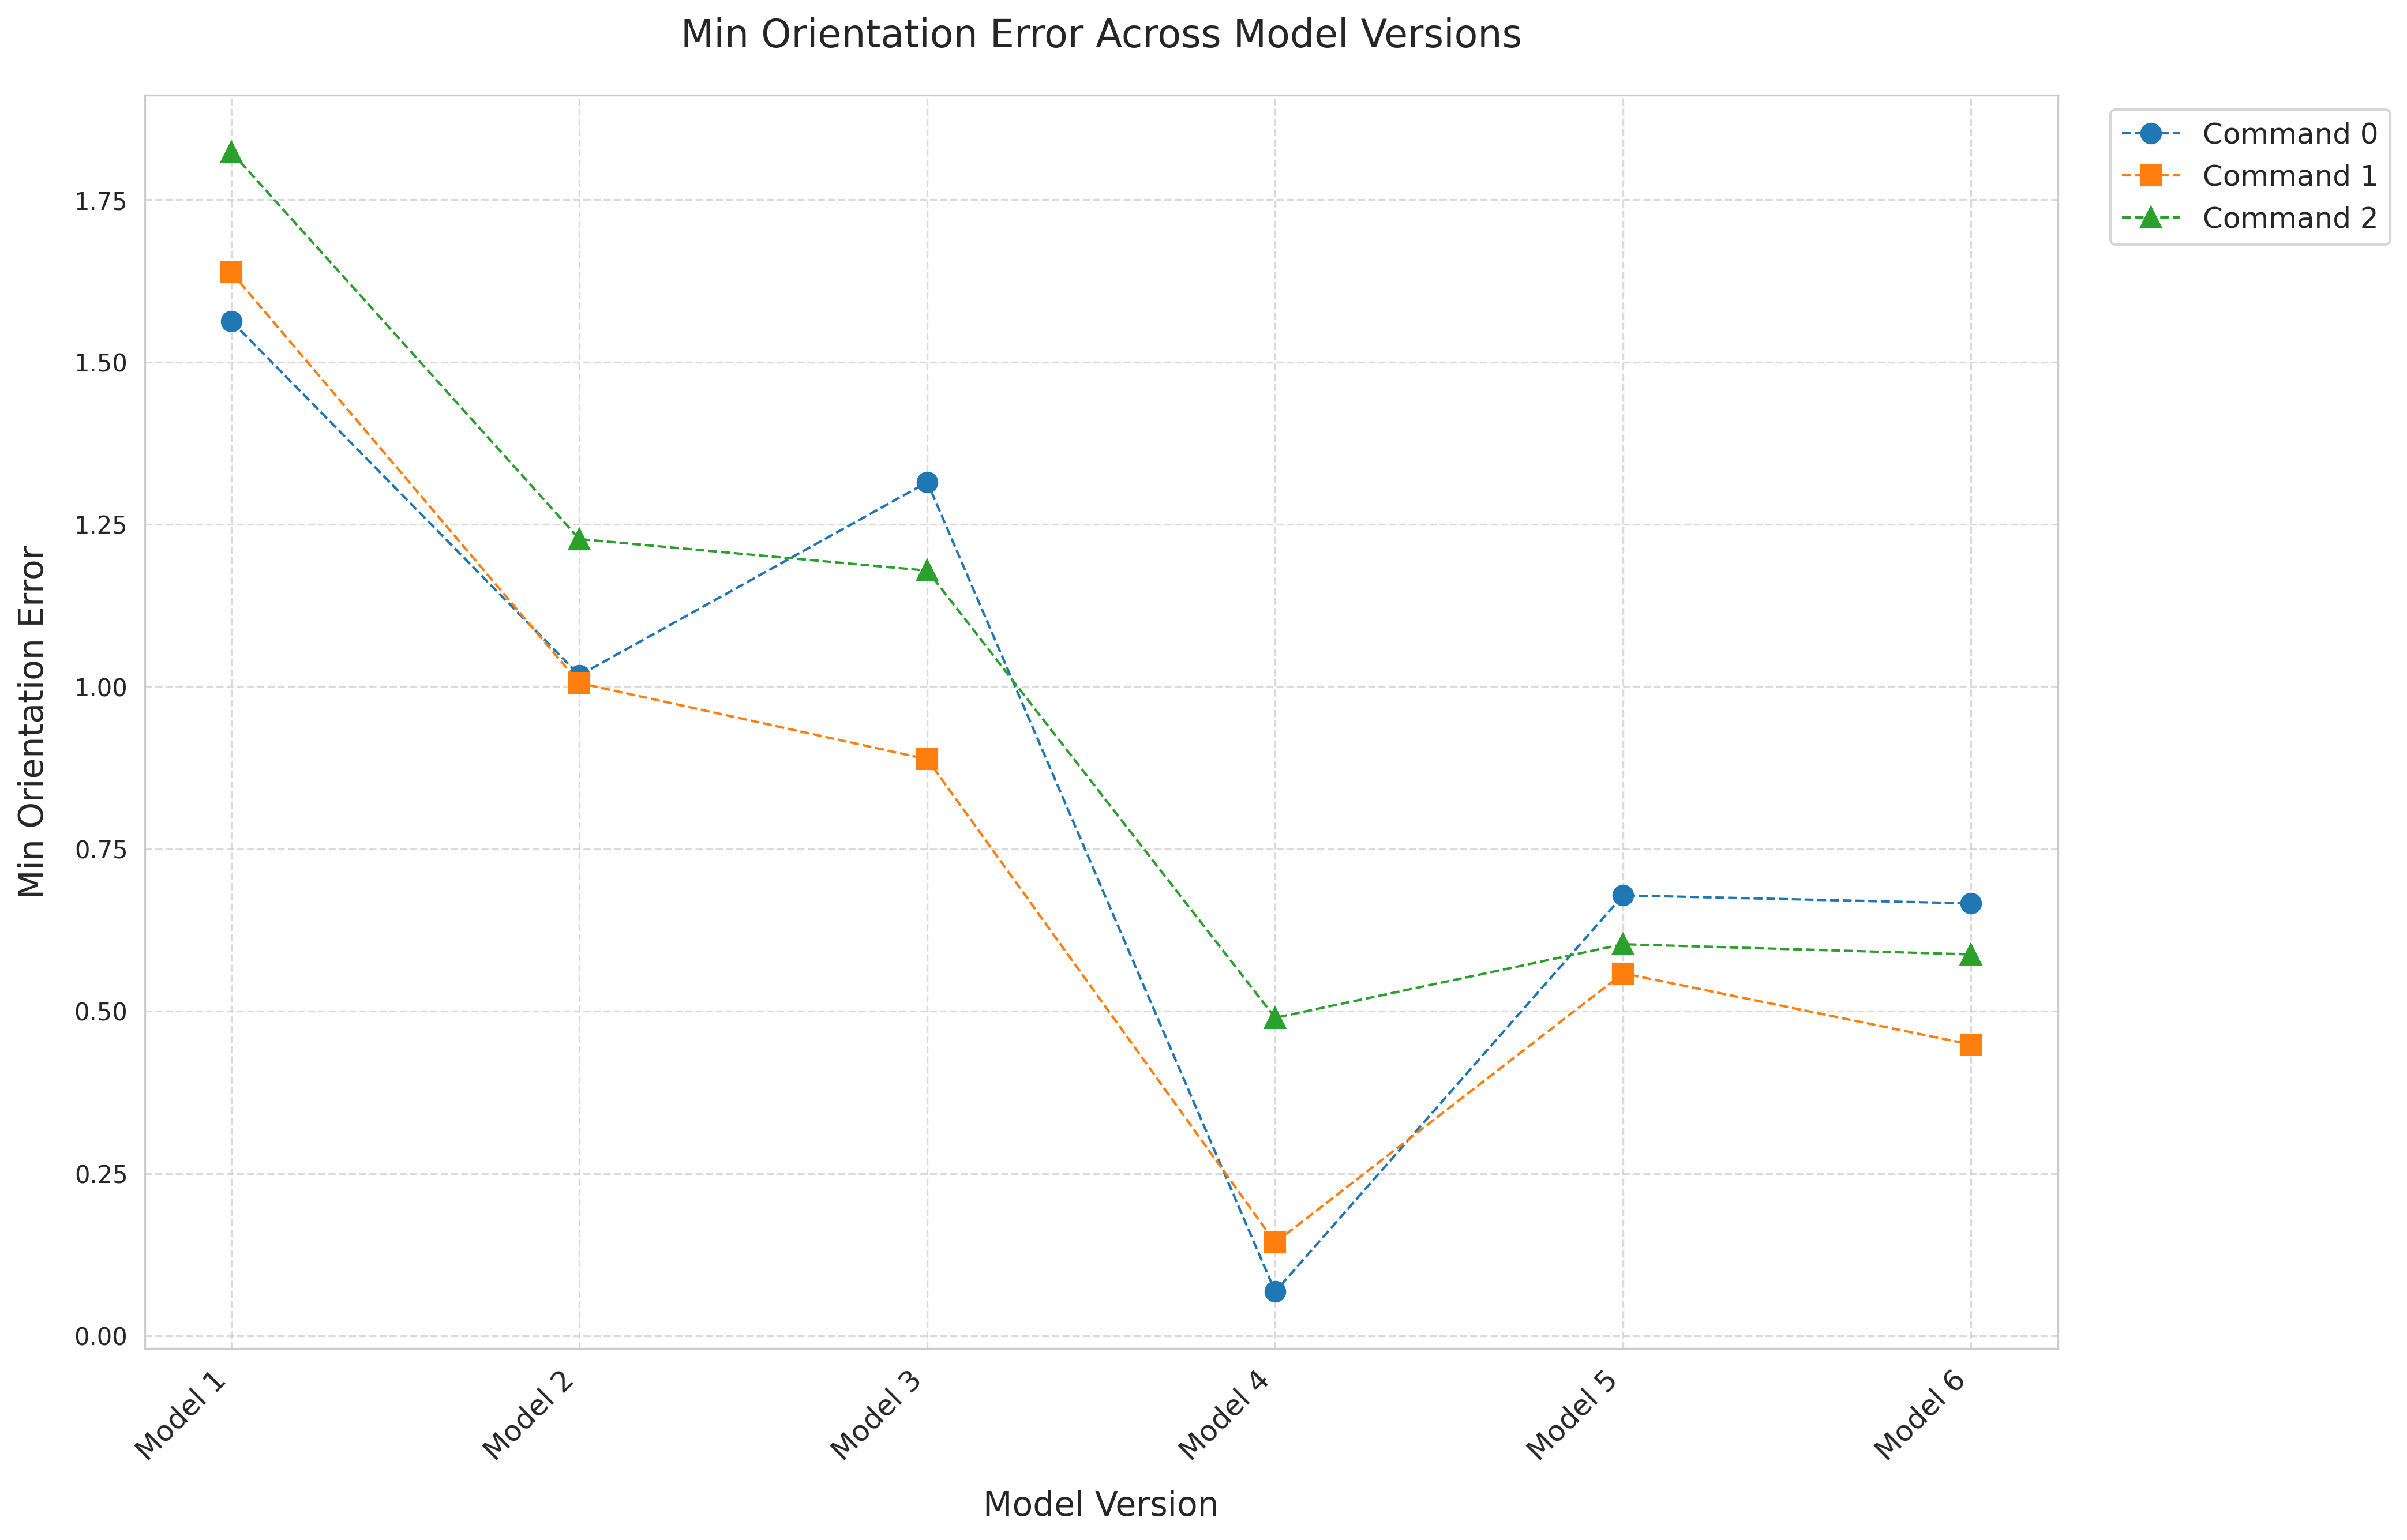 Min Orientation Error Across Model Versions
Command 0
Command 1
Command 2
Min Orientation Error
1.75
1.50
1.25
1.00
0.75
0.50
0.25
0.00
Model 1
Model 2
Model 3
Model 4
Model 5
Model 6
Model Version